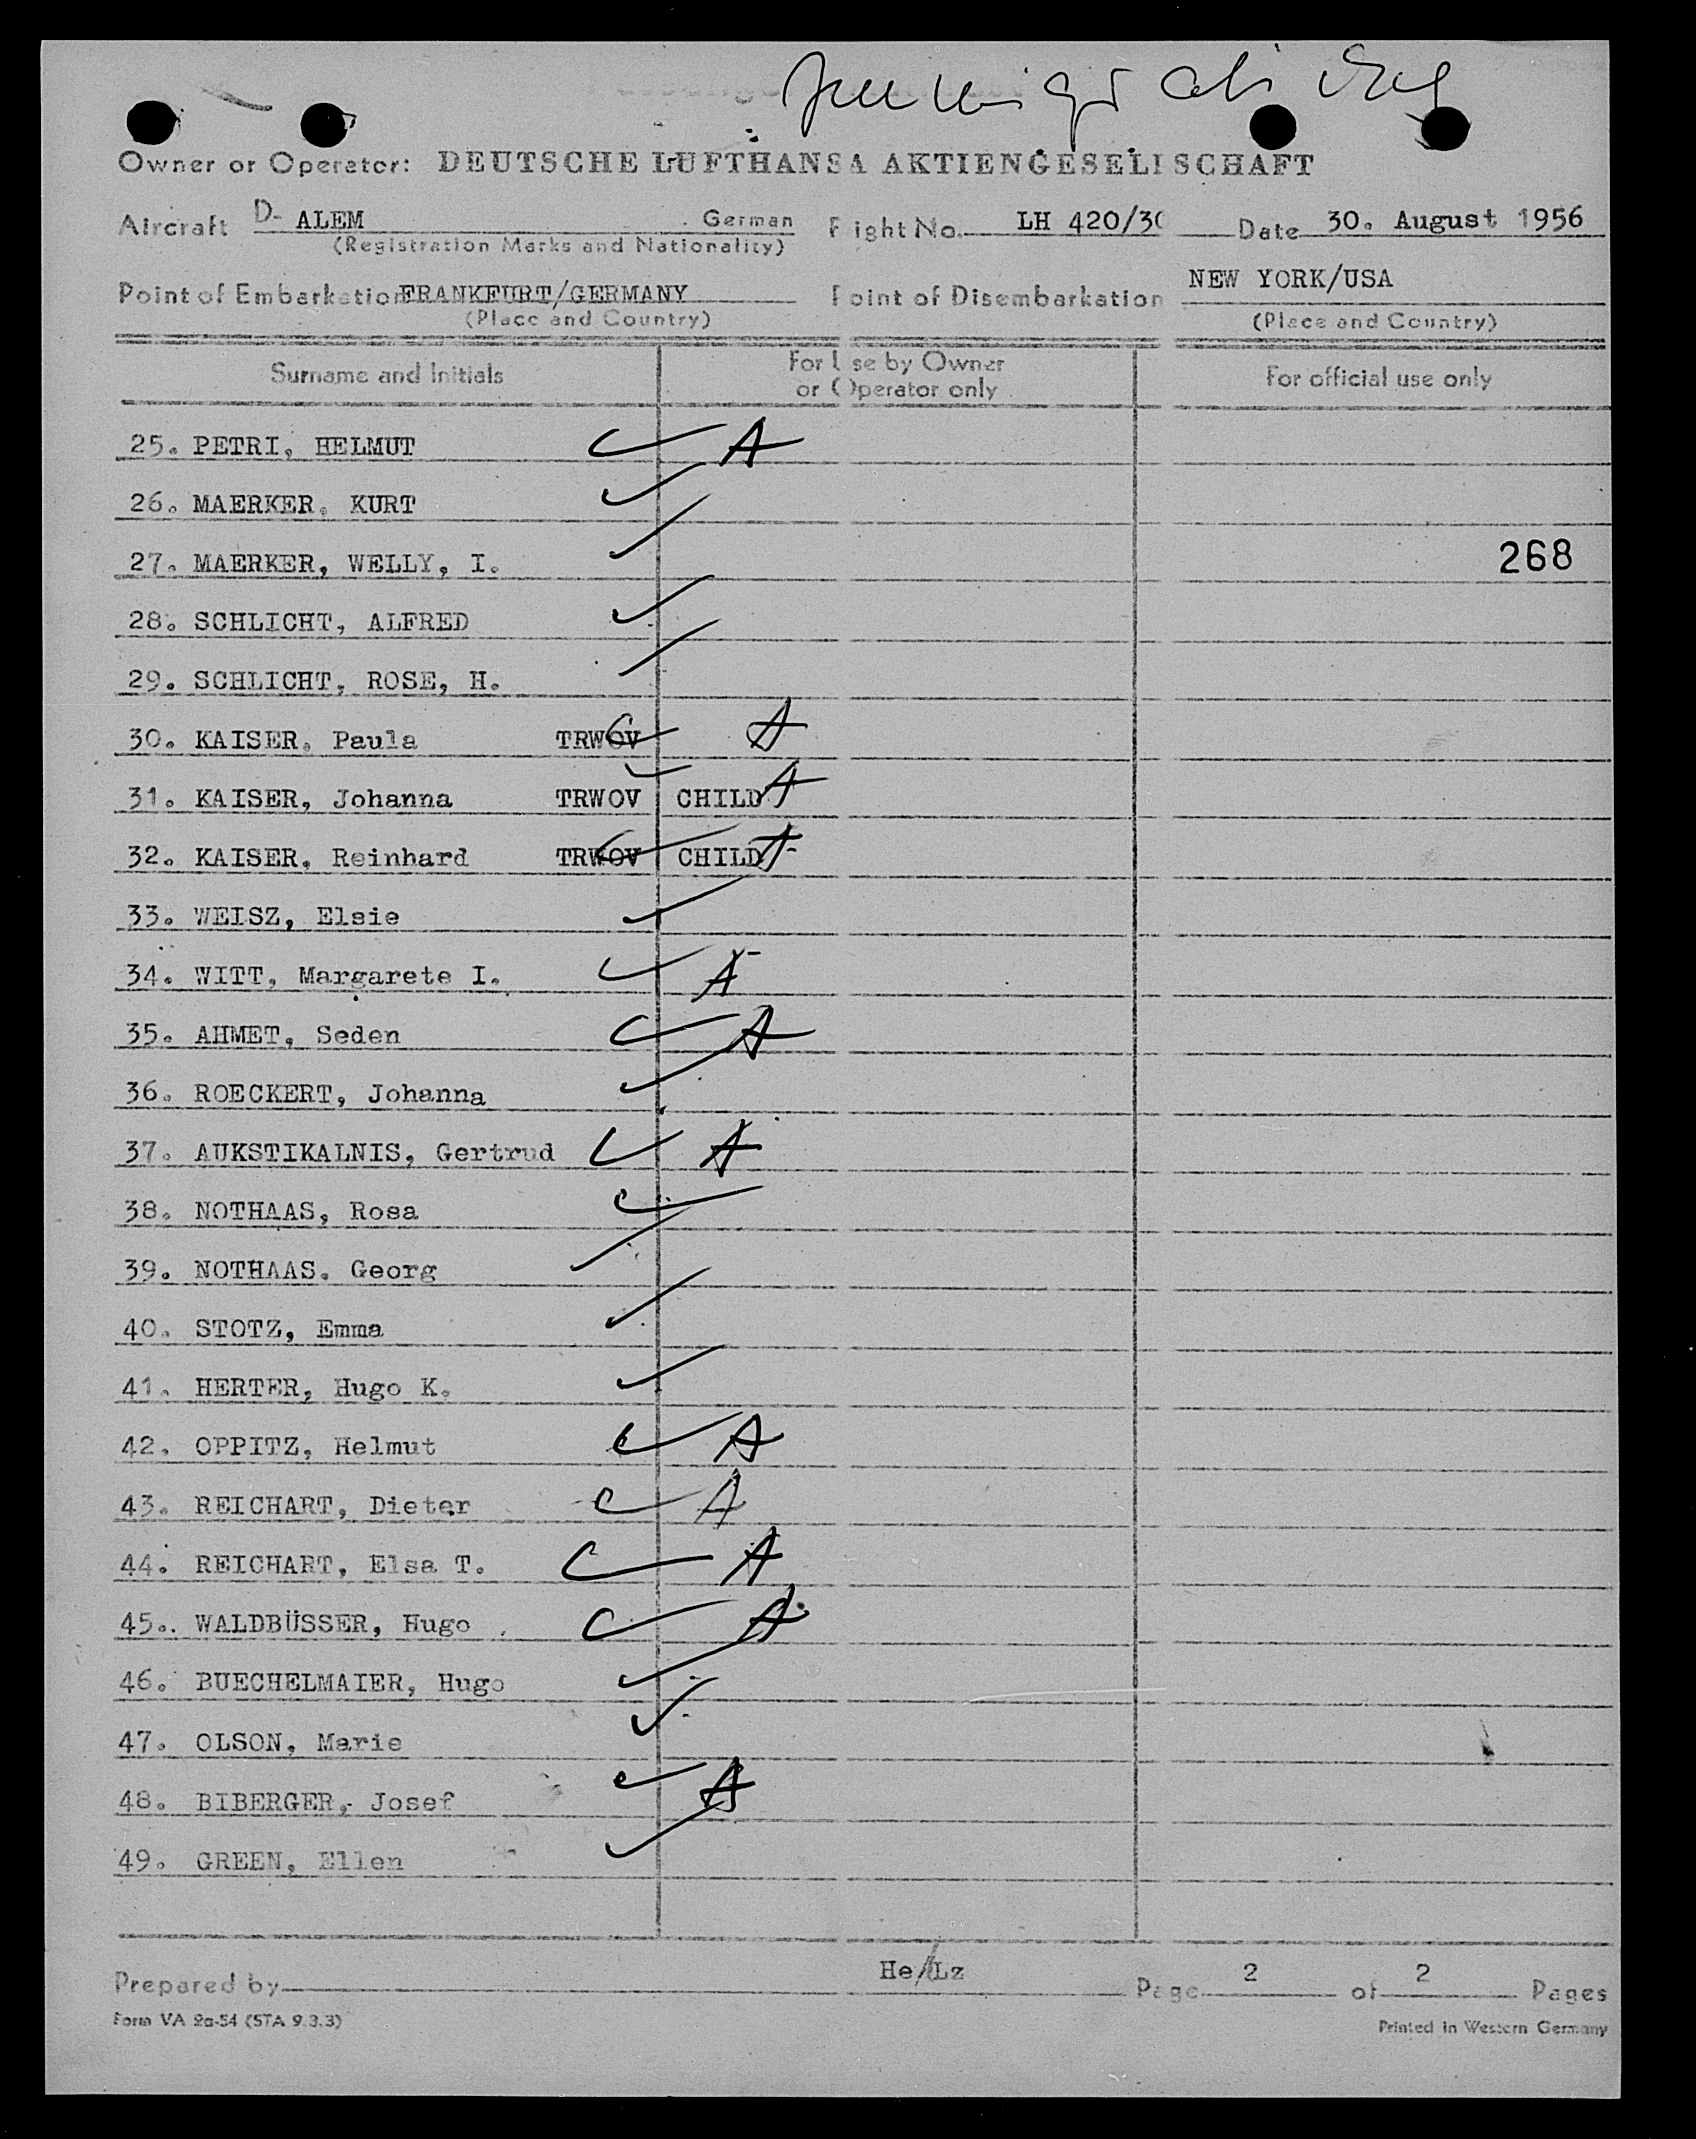 Owner or Operator: DEUTSCHE LUFTHANSA AKTIENGESELLSCHAFT
Aircraft D- ALEM German Flight No. LH 420/30 Date 30. August 1956
(Registration Marks and Nationality)
Point of Embarkation FRANKFURT/GERMANY Point of Disembarkation NEW YORK/USA
(Place and Country) (Place and Country)
Surname and Initials For Use by Owner or Operator only For official use only
25. PETRI, HELMUT A
26. MAERKER, KURT
27. MAERKER, WELLY, I. 268
28. SCHLICHT, ALFRED
29. SCHLICHT, ROSE, H.
30. KAISER, Paula TRWOV A
31. KAISER, Johanna TRWOV CHILD A
32. KAISER, Reinhard TRWOV CHILD A
33. WEISZ, Elsie
34. WITT, Margarete I. A
35. AHMET, Seden A
36. ROECKERT, Johanna
37. AUKSTIKALNIS, Gertrud A
38. NOTHAAS, Rosa
39. NOTHAAS, Georg
40. STOTZ, Emma
41. HERTER, Hugo K.
42. OPPITZ, Helmut A
43. REICHART, Dieter A
44. REICHART, Elsa T. A
45. WALDBÜSSER, Hugo A
46. BUECHELMAIER, Hugo
47. OLSON, Marie
48. BIBERGER, Josef A
49. GREEN, Ellen
Prepared by He/Lz Page 2 of 2 Pages
Form VA 2a-54 (STA 9.3.3) Printed in Western Germany